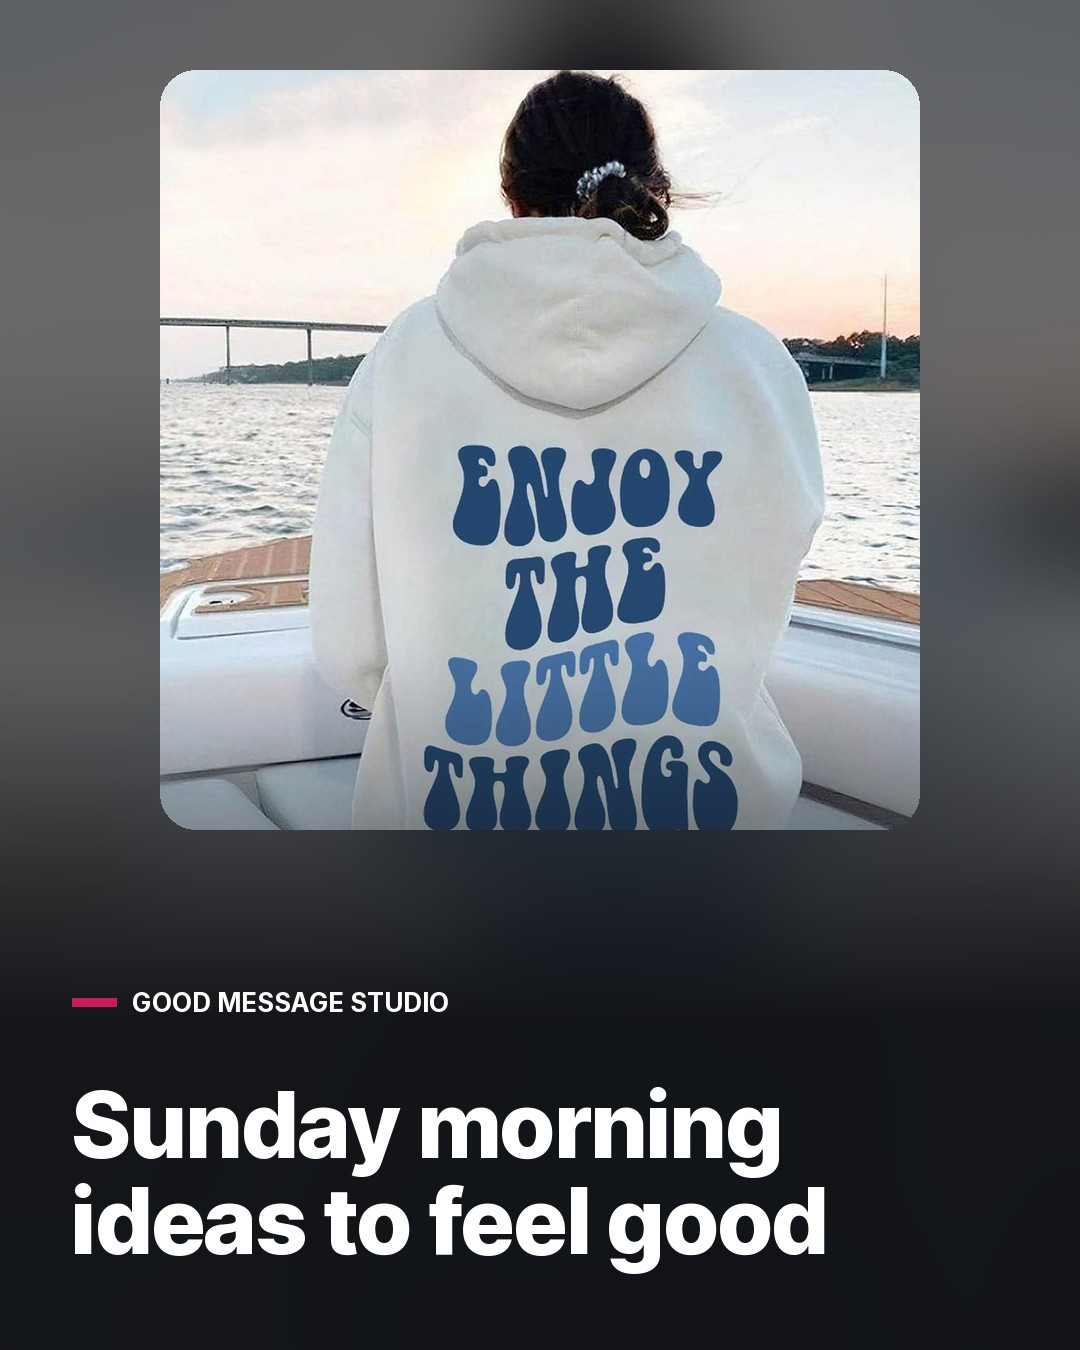 ENJOY
THE
LITTLE
THINGS
GOOD MESSAGE STUDIO
Sunday morning
ideas to feel good